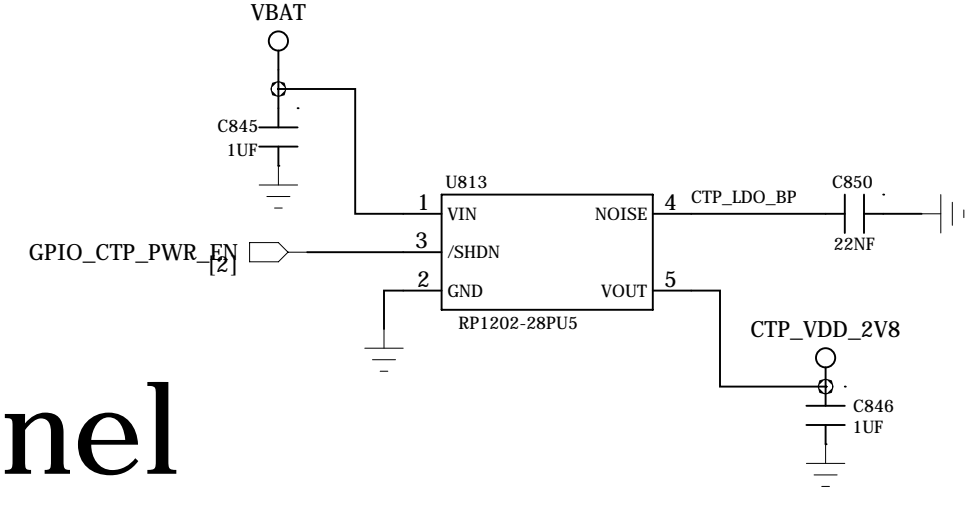 VBAT
C845
1UF
U813
1
VIN
NOISE
4
CTP_LDO_BP
C850
22NF
GPIO_CTP_PWR_EN
[2]
3
/SHDN
2
GND
VOUT
5
RP1202-28PU5
CTP_VDD_2V8
C846
1UF
nel